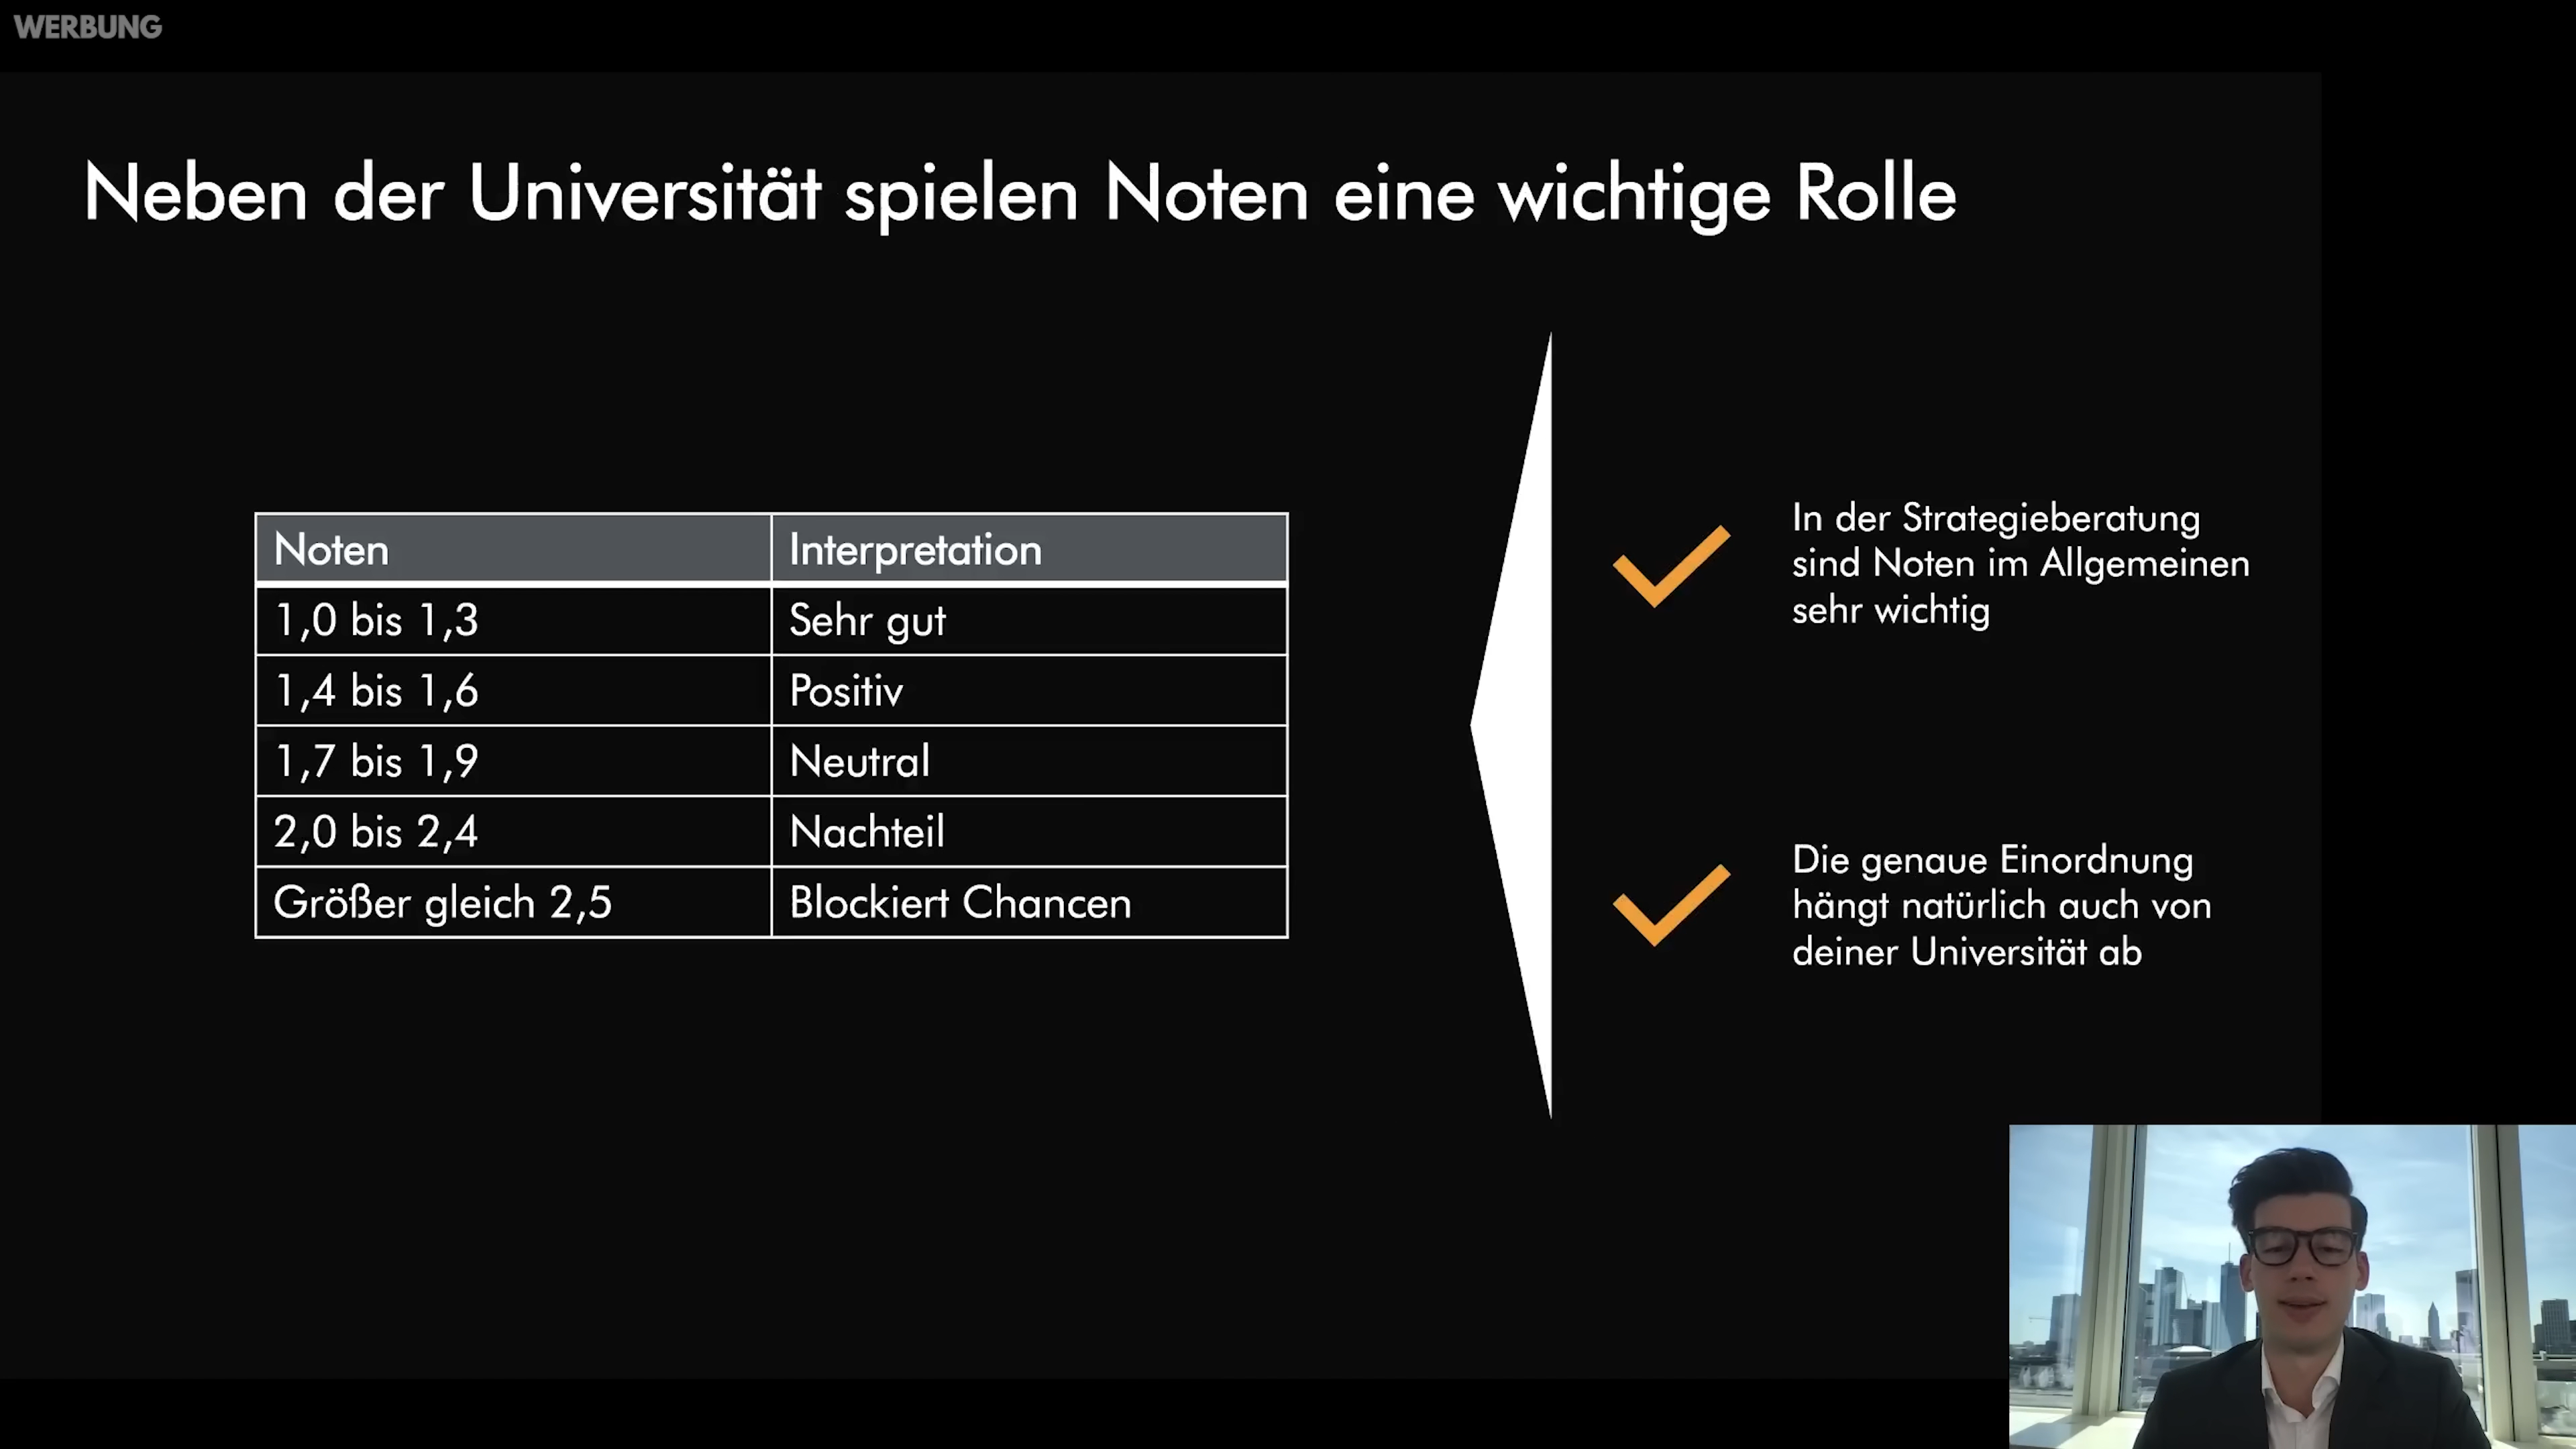 WERBUNG
Neben der Universität spielen Noten eine wichtige Rolle
Noten Interpretation
1,0 bis 1,3 Sehr gut
1,4 bis 1,6 Positiv
1,7 bis 1,9 Neutral
2,0 bis 2,4 Nachteil
Größer gleich 2,5 Blockiert Chancen
In der Strategieberatung
sind Noten im Allgemeinen
sehr wichtig
Die genaue Einordnung
hängt natürlich auch von
deiner Universität ab